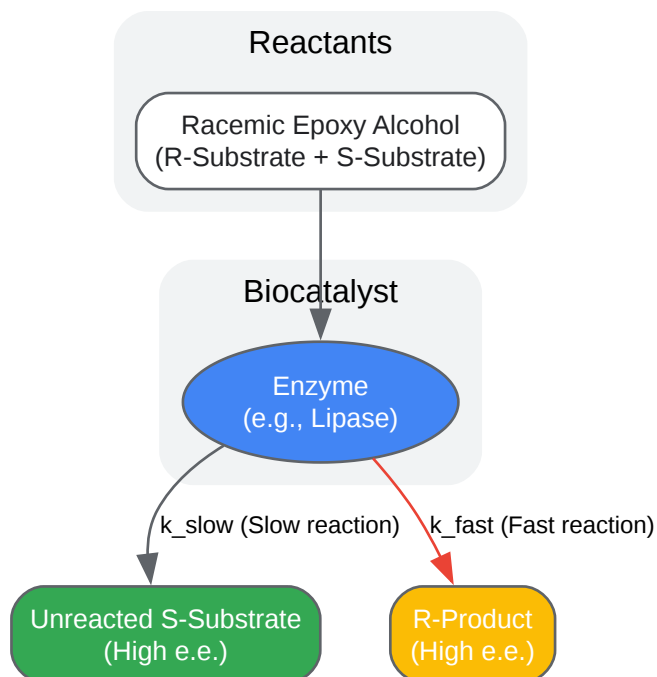 Reactants
Racemic Epoxy Alcohol
(R-Substrate + S-Substrate)
Biocatalyst
Enzyme
(e.g., Lipase)
k_slow (Slow reaction)
k_fast (Fast reaction)
Unreacted S-Substrate
(High e.e.)
R-Product
(High e.e.)